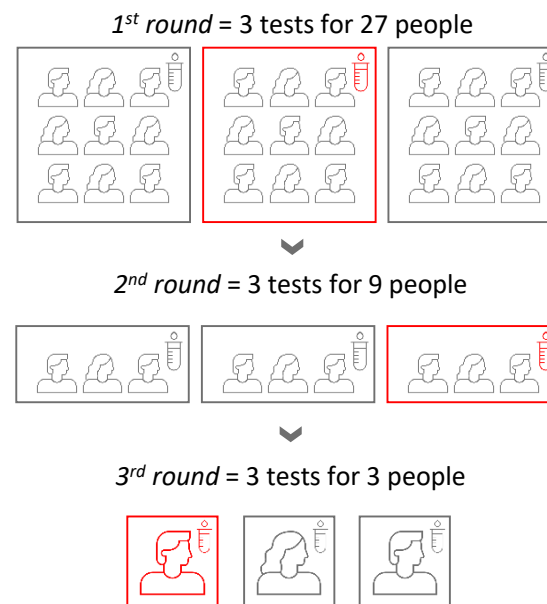 1st round = 3 tests for 27 people
2nd round = 3 tests for 9 people
3rd round = 3 tests for 3 people